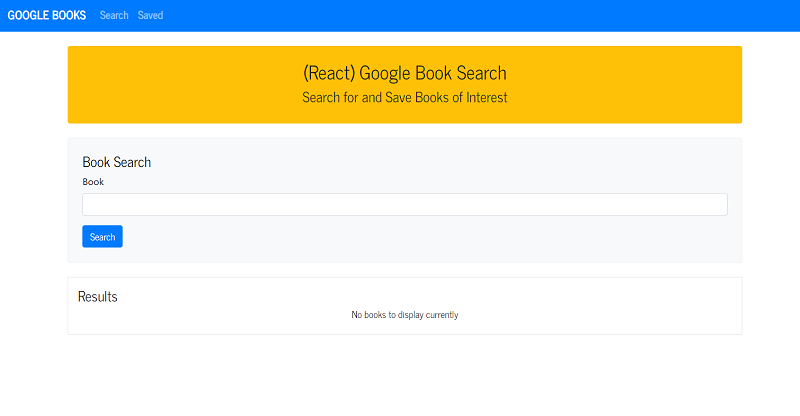 GOOGLE BOOKS Search Saved
(React) Google Book Search
Search for and Save Books of Interest
Book Search
Book
Search
Results
No books to display currently